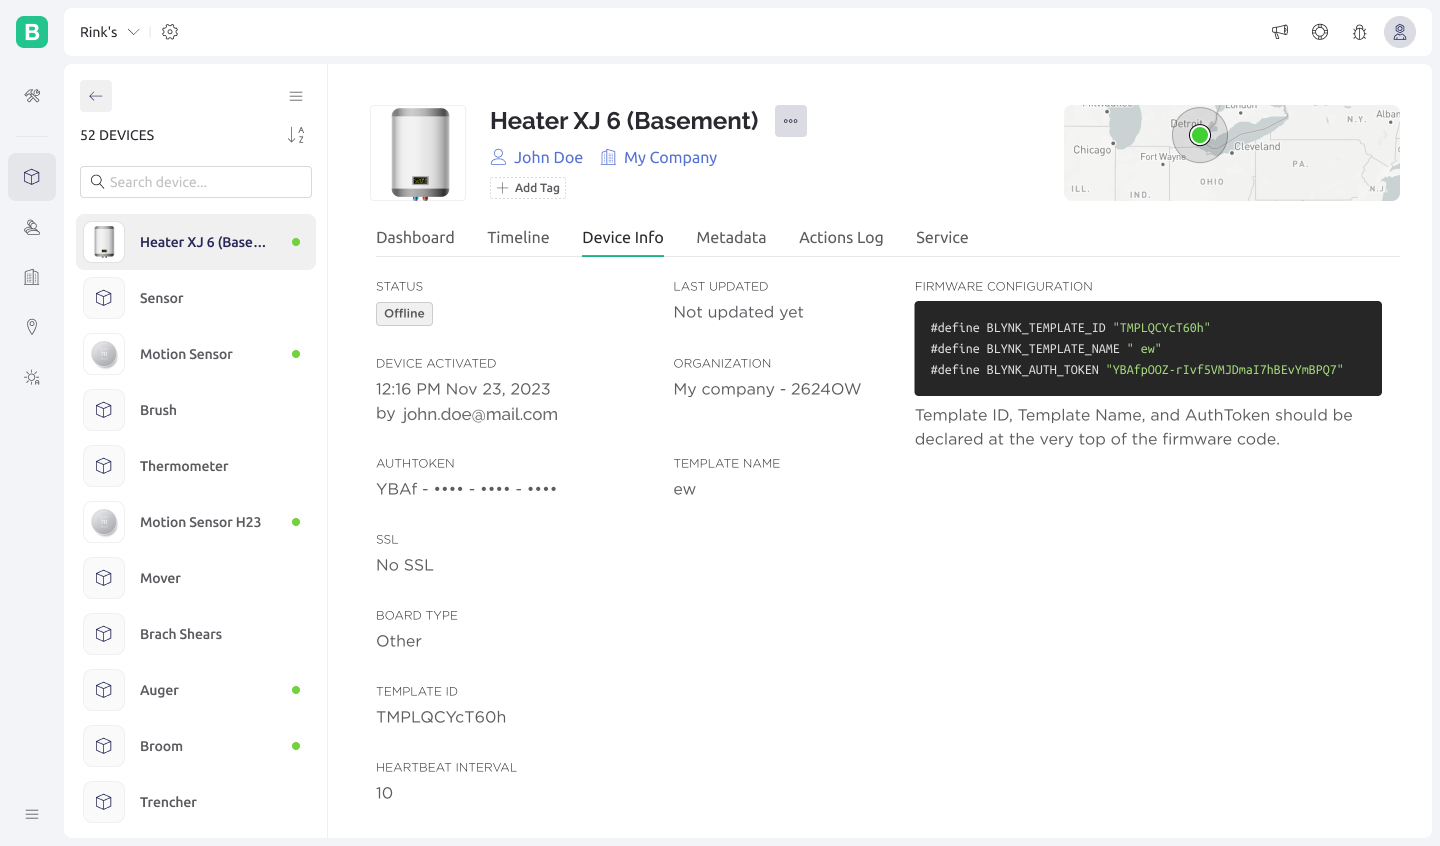 B
Rink's
52 DEVICES
A
Z
Search device...
Heater XJ 6 (Base...
Sensor
Motion Sensor
Brush
Thermometer
Motion Sensor H23
Mover
Brach Shears
Auger
Broom
Trencher
Heater XJ 6 (Basement)
John Doe
My Company
Add Tag
Milwaukee
London
Detroit
N.Y.
Alban
Chicago
Cleveland
Fort Wayne
PA.
OHIO
ILL.
IND.
N.J.
Dashboard
Timeline
Device Info
Metadata
Actions Log
Service
STATUS
Offline
LAST UPDATED
Not updated yet
DEVICE ACTIVATED
12:16 PM Nov 23, 2023
by john.doe@mail.com
ORGANIZATION
My company - 2624OW
AUTHTOKEN
YBAf - •••• - •••• - ••••
TEMPLATE NAME
ew
SSL
No SSL
BOARD TYPE
Other
TEMPLATE ID
TMPLQCYcT60h
HEARTBEAT INTERVAL
10
FIRMWARE CONFIGURATION
#define BLYNK_TEMPLATE_ID "TMPLQCYcT60h"
#define BLYNK_TEMPLATE_NAME " ew"
#define BLYNK_AUTH_TOKEN "YBAfpOOZ-rIvf5VMJDmaI7hBEvYmBPQ7"
Template ID, Template Name, and AuthToken should be
declared at the very top of the firmware code.